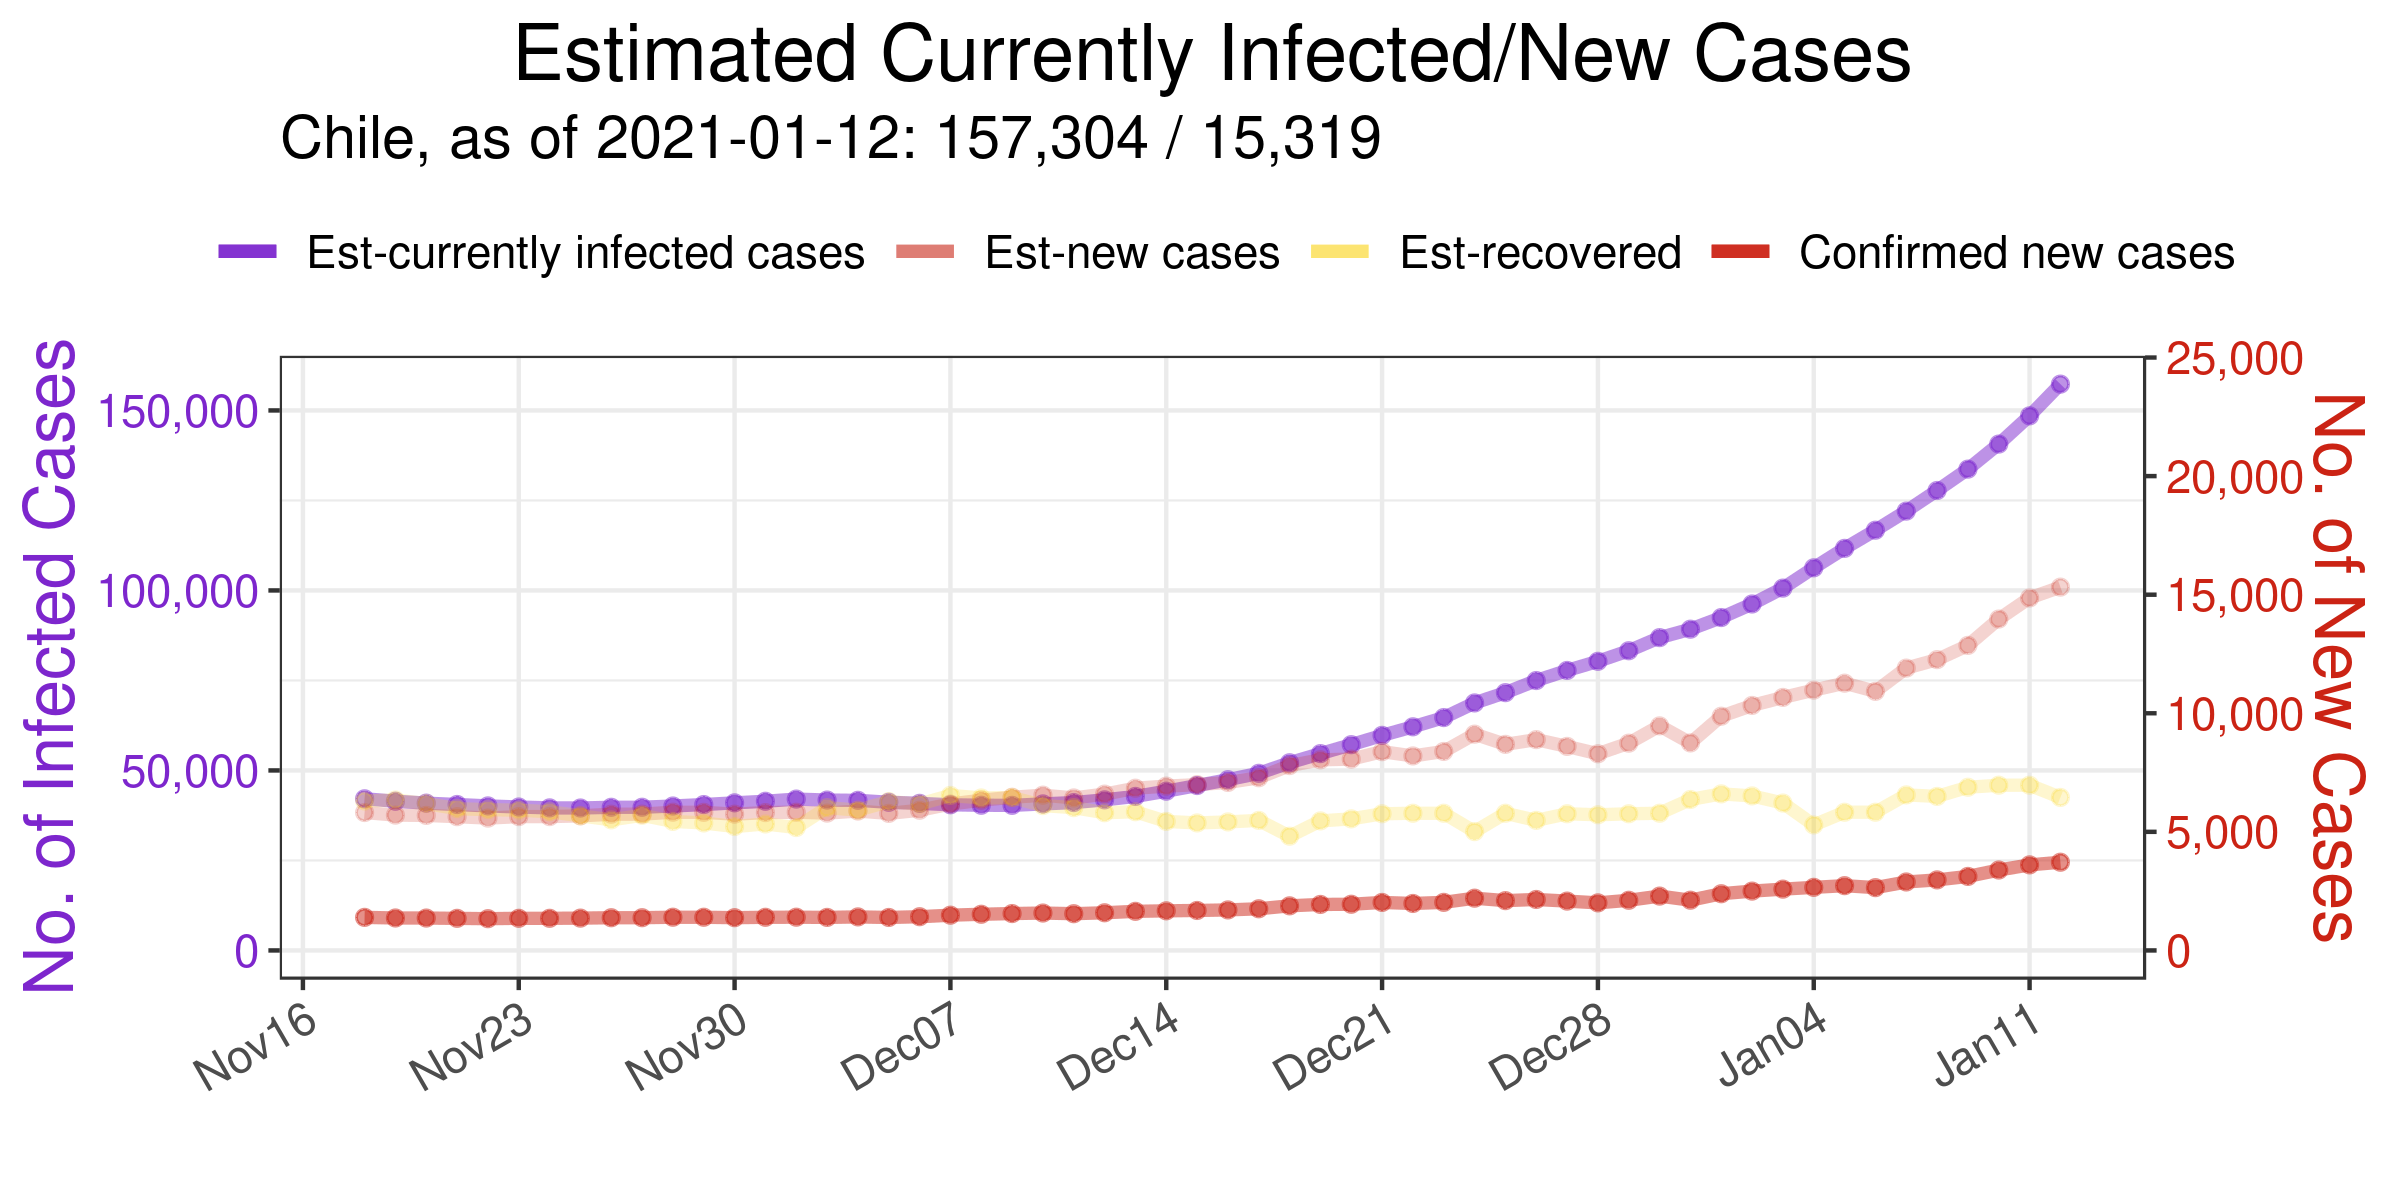 Estimated Currently Infected/New Cases
Chile, as of 2021-01-12: 157,304 / 15,319
Est-currently infected cases Est-new cases Est-recovered Confirmed new cases
No. of Infected Cases
150,000
100,000
50,000
0
25,000
20,000
15,000
10,000
5,000
0
No. of New Cases
Nov16 Nov23 Nov30 Dec07 Dec14 Dec21 Dec28 Jan04 Jan11